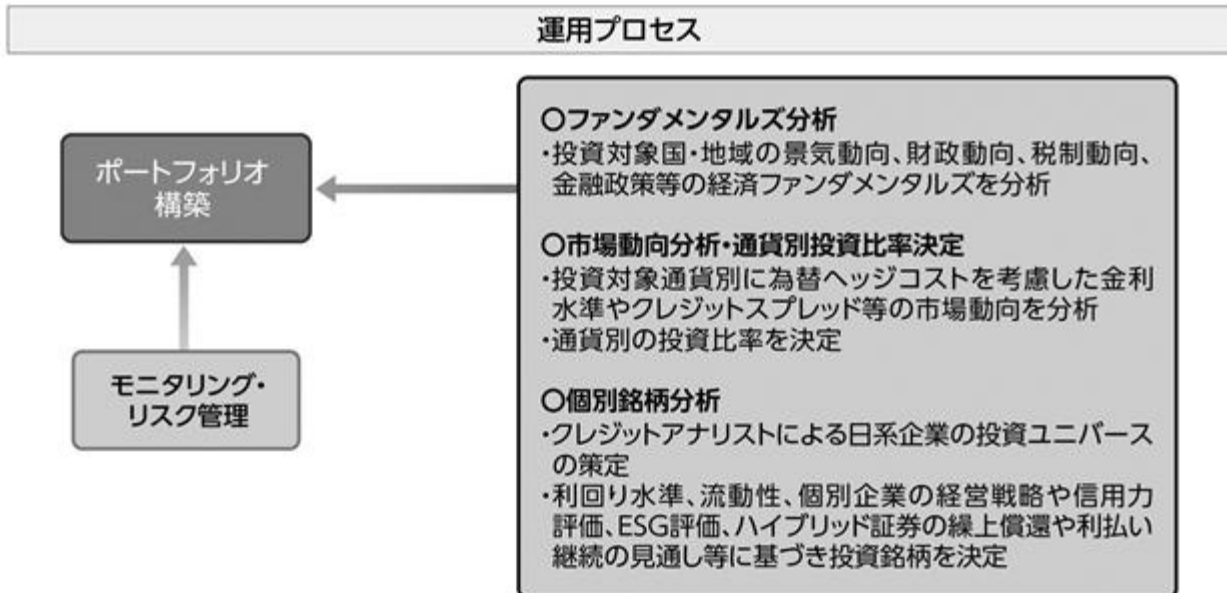 運用プロセス
ポートフォリオ
構築
モニタリング・
リスク管理
〇ファンダメンタルズ分析
・投資対象国・地域の景気動向、財政動向、税制動向、
金融政策等の経済ファンダメンタルズを分析
〇市場動向分析・通貨別投資比率決定
・投資対象通貨別に為替ヘッジコストを考慮した金利
水準やクレジットスプレッド等の市場動向を分析
・通貨別の投資比率を決定
〇個別銘柄分析
・クレジットアナリストによる日系企業の投資ユニバース
の策定
・利回り水準、流動性、個別企業の経営戦略や信用力
評価、ESG評価、ハイブリッド証券の繰上償還や利払い
継続の見通し等に基づき投資銘柄を決定